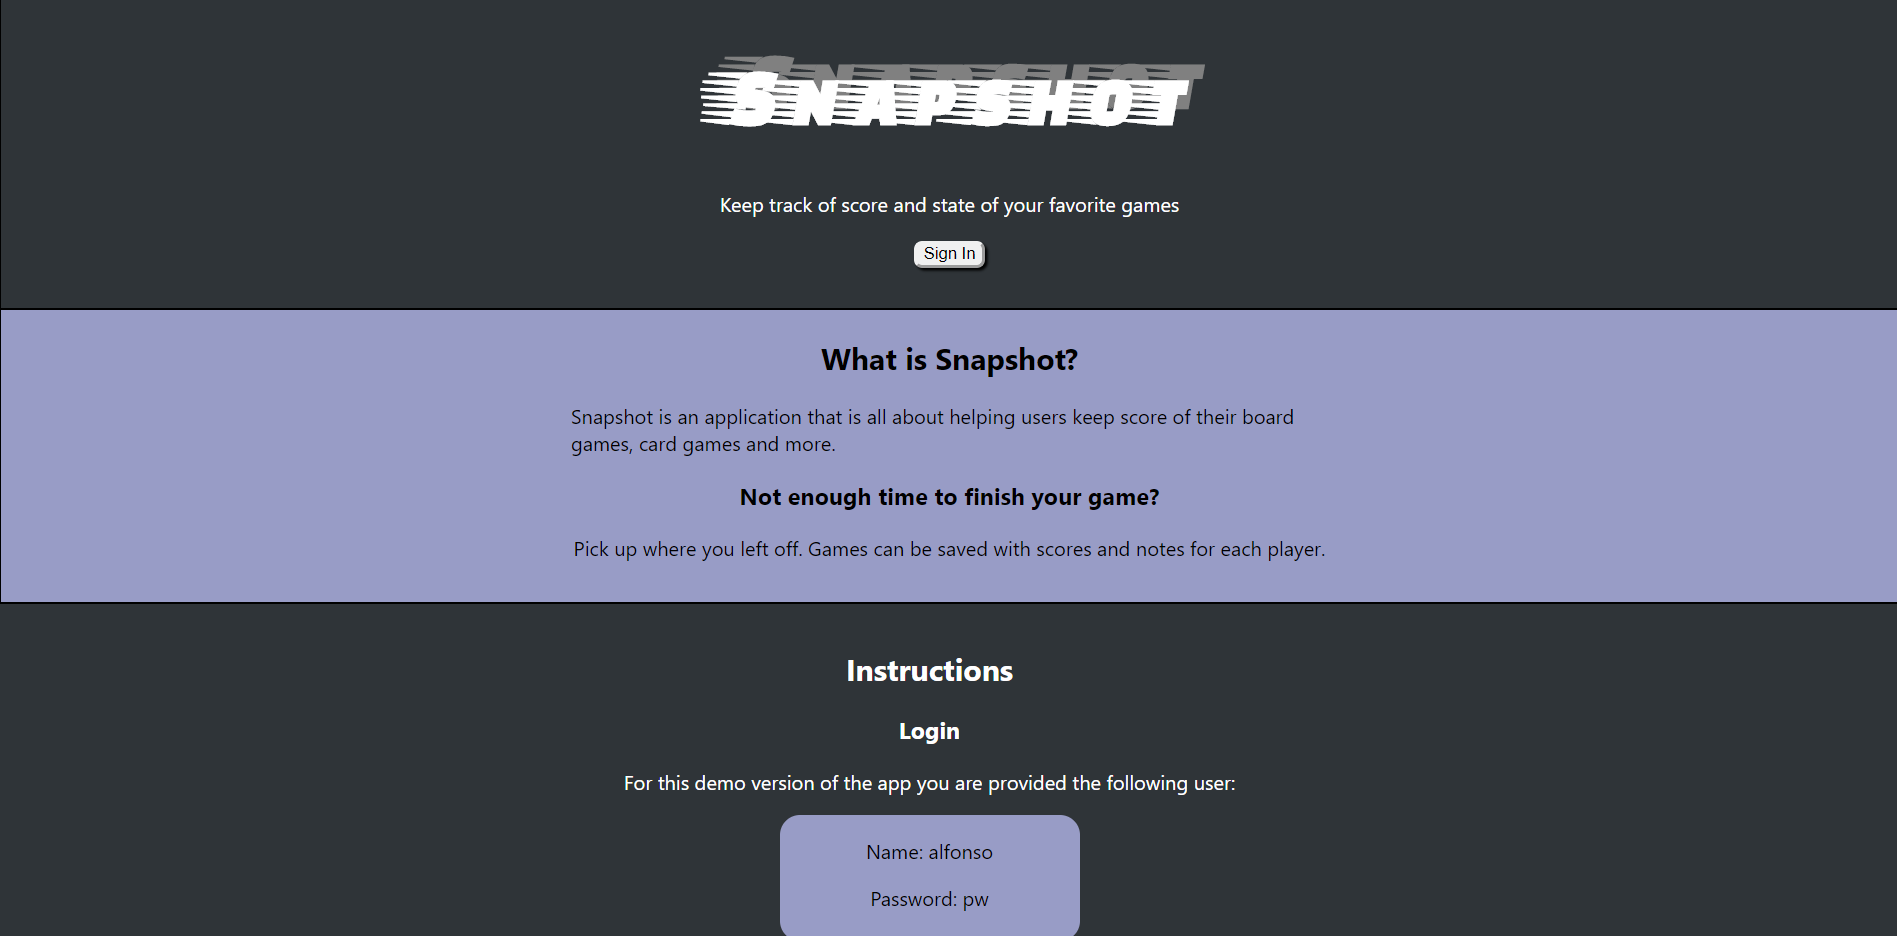 Snapshot
Keep track of score and state of your favorite games
Sign In
What is Snapshot?
Snapshot is an application that is all about helping users keep score of their board
games, card games and more.
Not enough time to finish your game?
Pick up where you left off. Games can be saved with scores and notes for each player.
Instructions
Login
For this demo version of the app you are provided the following user:
Name: alfonso
Password: pw